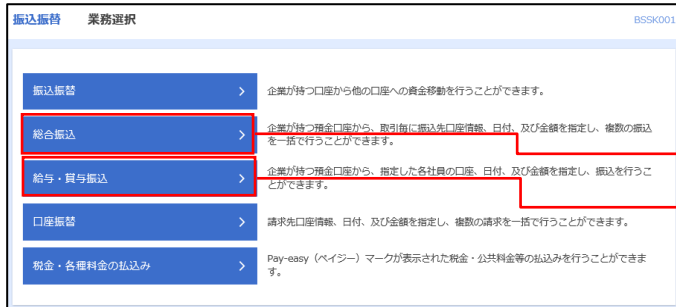 振込振替 業務選択 BSSK001
振込振替
企業が持つ口座から他の口座への資金移動を行うことができます。
総合振込
企業が持つ預金口座から、取引毎に振込先口座情報、日付、及び金額を指定し、複数の振込
を一括で行うことができます。
給与・賞与振込
企業が持つ預金口座から、指定した各社員の口座、日付、及び金額を指定し、振込を行うこ
とができます。
口座振替
請求先口座情報、日付、及び金額を指定し、複数の請求を一括で行うことができます。
税金・各種料金の払込み
Pay-easy（ペイジー）マークが表示された税金・公共料金等の払込みを行うことができま
す。